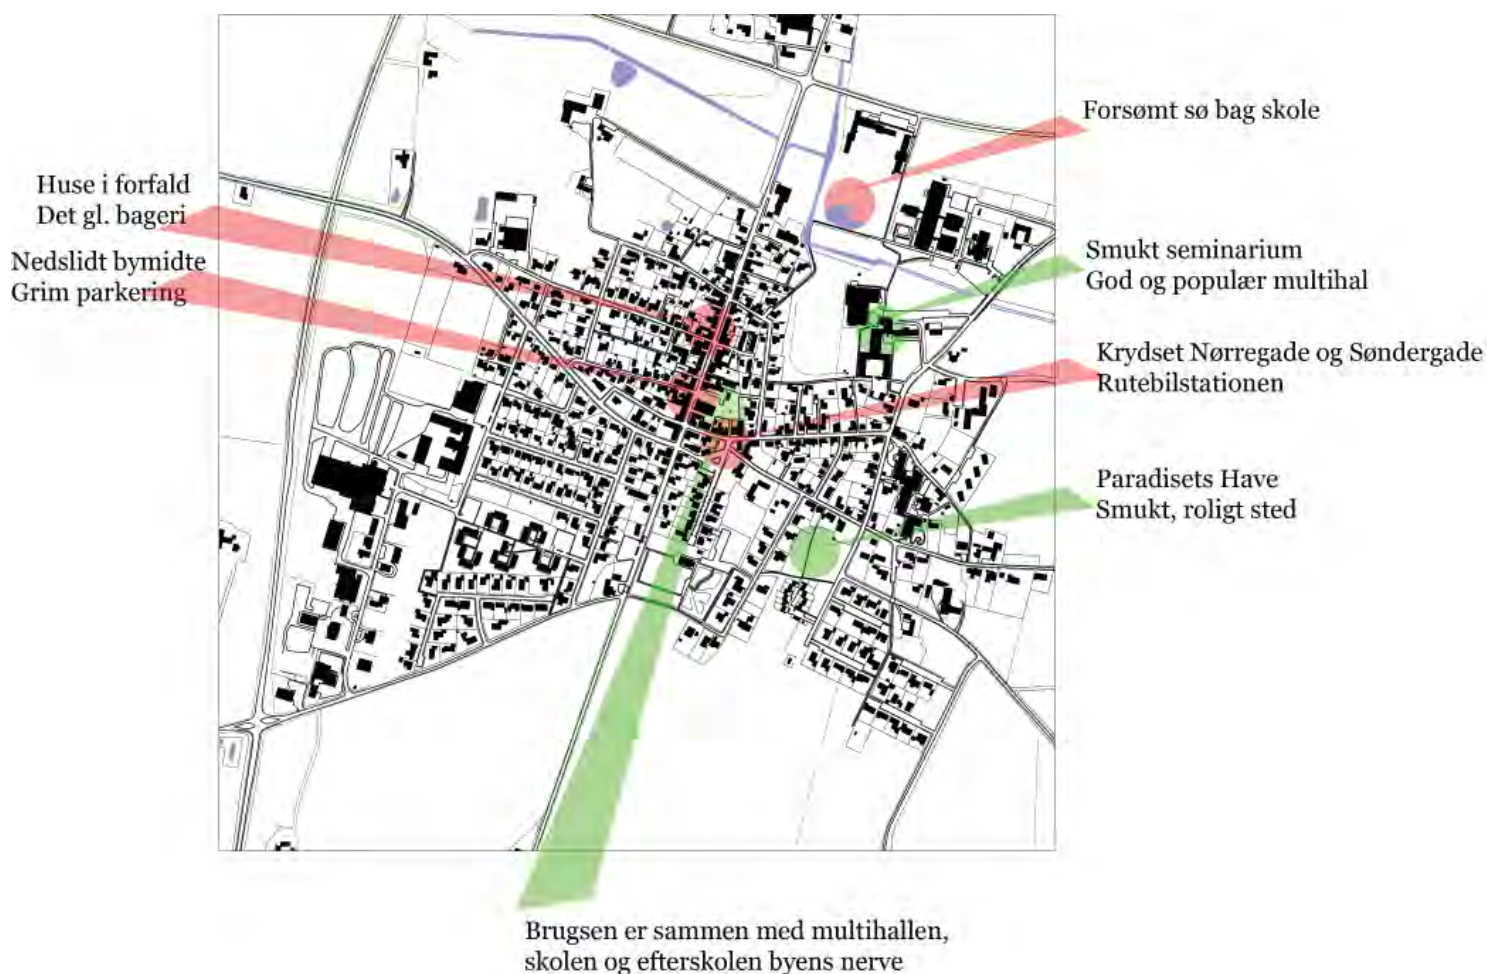 Forsømt sø bag skole
Huse i forfald
Det gl. bageri
Nedslidt bymidte
Grim parkering
Smukt seminarium
God og populær multihal
Krydset Nørregade og Søndergade
Rutebilstationen
Paradisets Have
Smukt, roligt sted
Brugsen er sammen med multihallen,
skolen og efterskolen byens nerve